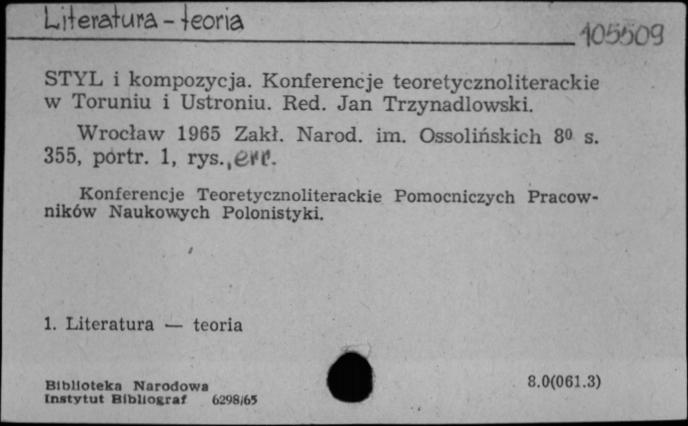 Literatura - teoria
105509
STYL i kompozycja. Konferencje teoretycznoliterackie
w Toruniu i Ustroniu. Red. Jan Trzynadlowski.
Wrocław 1965 Zakł. Narod. im. Ossolińskich 8⁰ s.
355, portr. 1, rys., err.
Konferencje Teoretycznoliterackie Pomocniczych Pracow-
ników Naukowych Polonistyki.
1. Literatura — teoria
Biblioteka Narodowa
8.0(061.3)
Instytut Bibliograf 6298/65